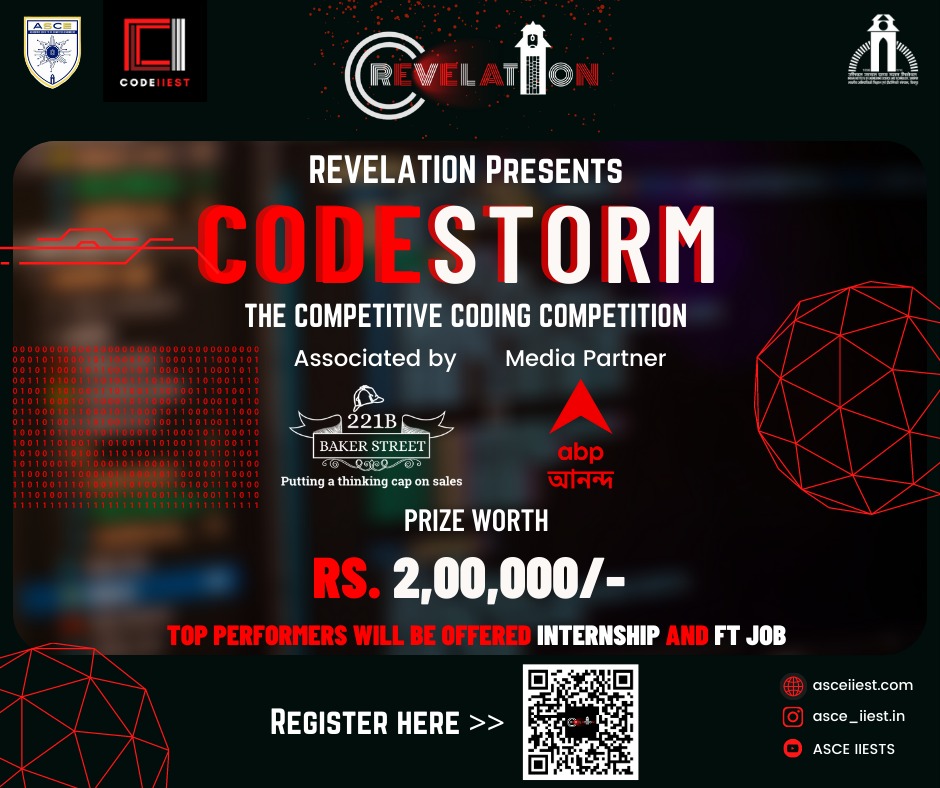 ASCE
CODEIIEST
REVELATION
REVELATION PRESENTS
CODESTORM
THE COMPETITIVE CODING COMPETITION
Associated by
Media Partner
221B
BAKER STREET
Putting a thinking cap on sales
abp
আনন্দ
PRIZE WORTH
RS. 2,00,000/-
TOP PERFORMERS WILL BE OFFERED INTERNSHIP AND FT JOB
REGISTER HERE >>
asceiiest.com
asce_iiest.in
ASCE IIESTS